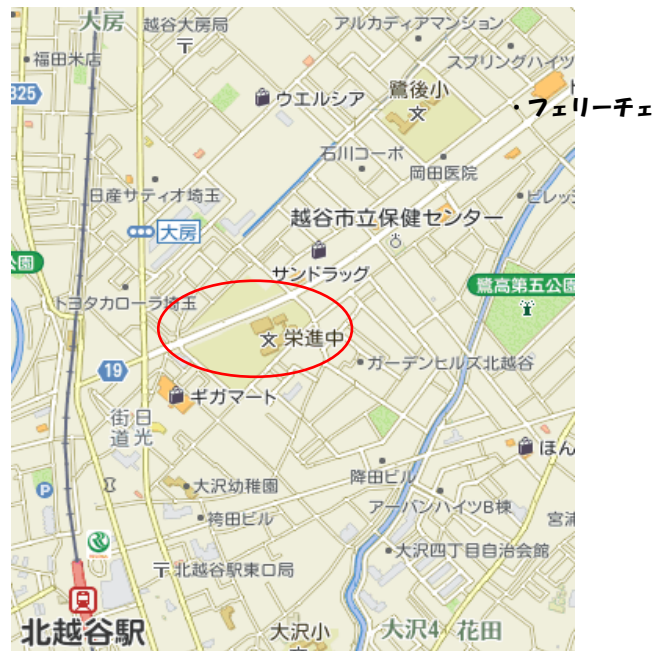 大房
越谷大房局
アルカディアマンション
福田米店
スプリングハイツ
325
ウエルシア
鷺後小
・フェリーチェ
石川コーポ
岡田医院
日産サティオ埼玉
ビレッ
越谷市立保健センター
大房
公園
サンドラッグ
鷺高第五公園
トヨタカローラ埼玉
栄進中
ガーデンヒルズ北越谷
19
ギガマート
日光
街道
ほん
大沢幼稚園
降田ビル
P
アーバンハイツB棟
袴田ビル
宮浦
大沢四丁目自治会館
北越谷駅東口局
北越谷駅
大沢小
大沢4
花田